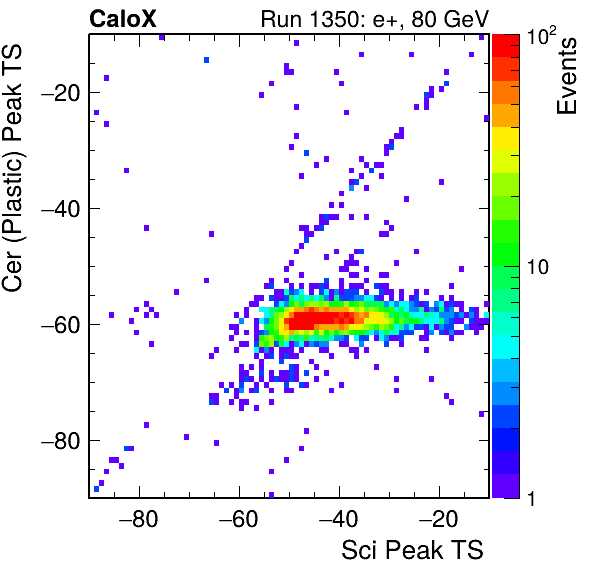 CaloX Run 1350: e+, 80 GeV
Cer (Plastic) Peak TS
−20
−40
−60
−80
−80 −60 −40 −20
Sci Peak TS
10²
10
1
Events